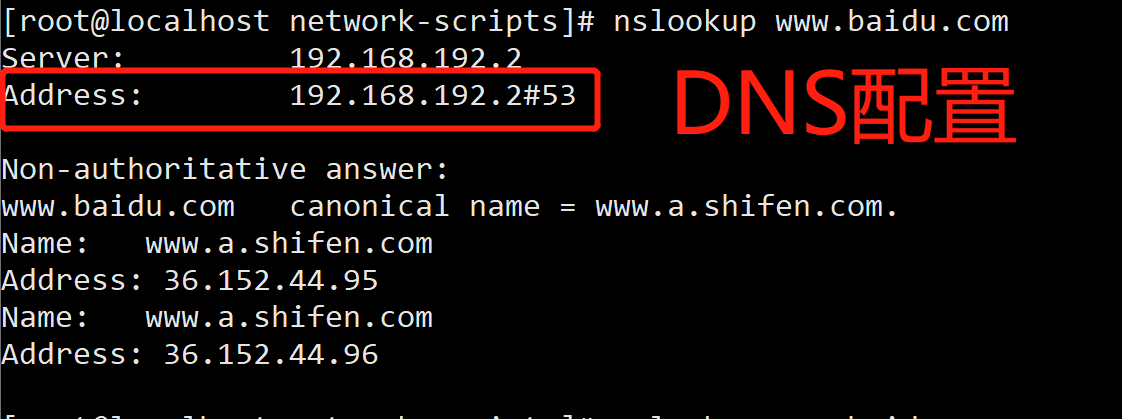 [root@localhost network-scripts]# nslookup www.baidu.com
Server:         192.168.192.2
Address:        192.168.192.2#53
DNS配置
Non-authoritative answer:
www.baidu.com   canonical name = www.a.shifen.com.
Name:   www.a.shifen.com
Address: 36.152.44.95
Name:   www.a.shifen.com
Address: 36.152.44.96